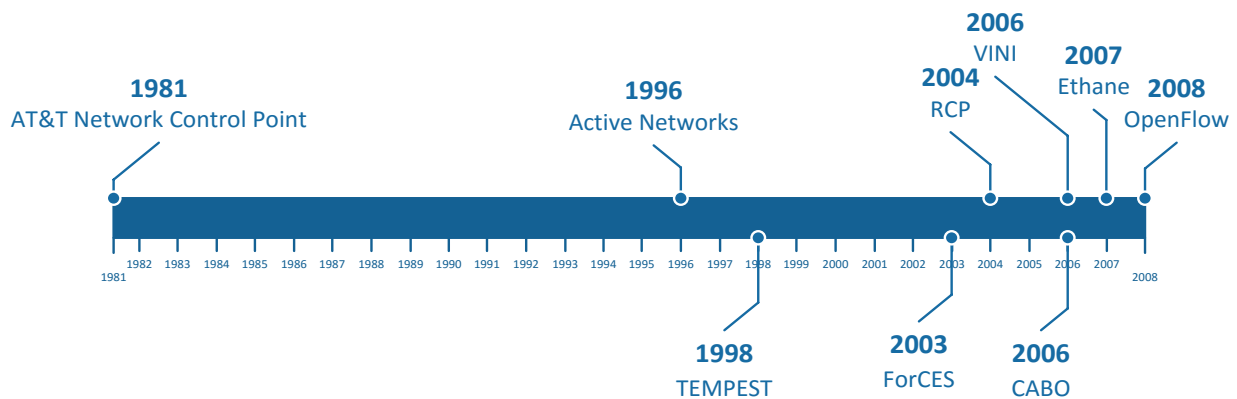 2006
VINI
2007
Ethane
2004
RCP
1981
AT&T Network Control Point
1996
Active Networks
2008
OpenFlow
1982 1983 1984 1985 1986 1987 1988 1989 1990 1991 1992 1993 1994 1995 1996 1997 1998 1999 2000 2001 2002 2003 2004 2005 2006 2007
1981 2008
1998
TEMPEST
2003
ForCES
2006
CABO